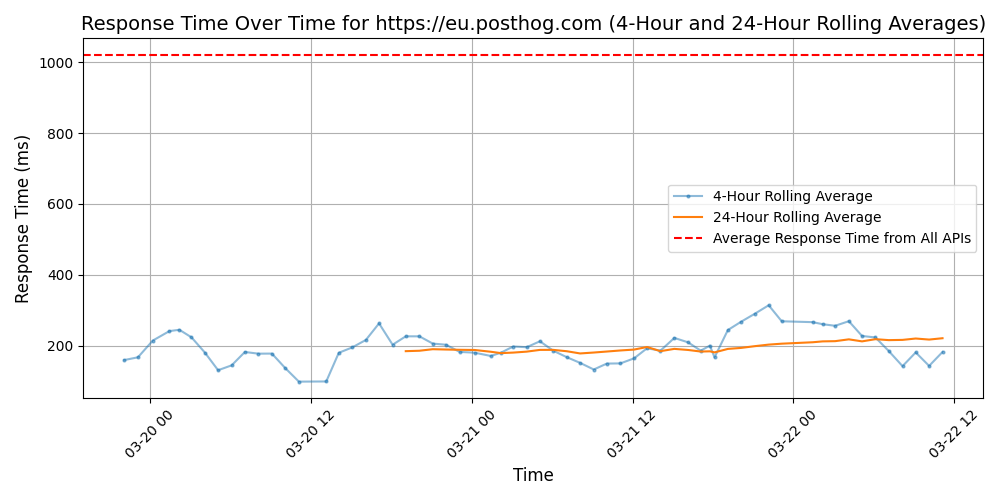 Response Time Over Time for https://eu.posthog.com (4-Hour and 24-Hour Rolling Averages)
Response Time (ms)
1000
800
600
400
200
4-Hour Rolling Average
24-Hour Rolling Average
Average Response Time from All APIs
03-20 00
03-20 12
03-21 00
03-21 12
03-22 00
03-22 12
Time